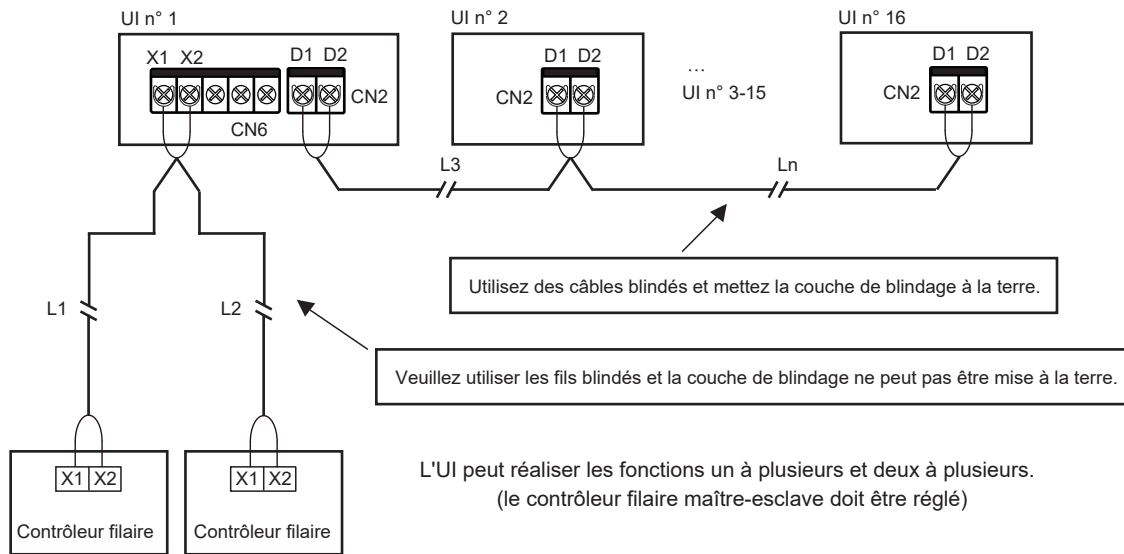 UI n° 1
UI n° 2
UI n° 16
X1 X2
D1 D2
CN2
CN6
D1 D2
CN2
...
UI n° 3-15
D1 D2
CN2
L3
Ln
Utilisez des câbles blindés et mettez la couche de blindage à la terre.
L1
L2
Veuillez utiliser les fils blindés et la couche de blindage ne peut pas être mise à la terre.
X1 X2
Contrôleur filaire
X1 X2
Contrôleur filaire
L'UI peut réaliser les fonctions un à plusieurs et deux à plusieurs.
(le contrôleur filaire maître-esclave doit être réglé)